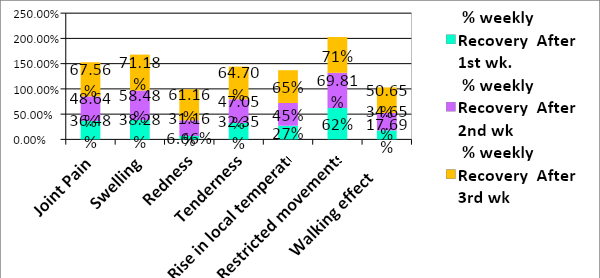 250.00%
200.00%
150.00%
100.00%
50.00%
0.00%
67.56%
71.18%
61.16%
64.70%
65%
71%
50.65%
48.64%
58.48%
31.16%
47.05%
45%
69.81%
34.65%
36.48%
38.28%
6.66%
32.35%
27%
62%
17.65%
Joint Pain
Swelling
Redness
Tenderness
Rise in local temperat
Restricted movements
Walking effect
% weekly
Recovery After
1st wk.
% weekly
Recovery After
2nd wk
% weekly
Recovery After
3rd wk